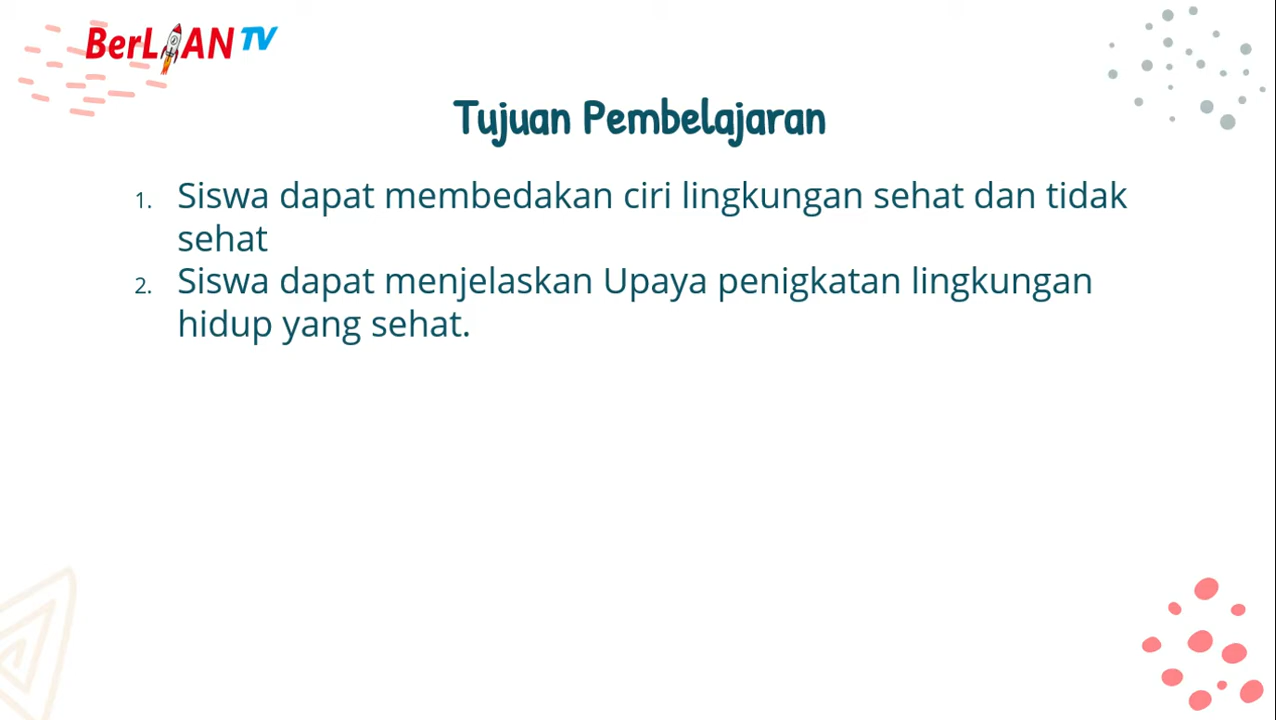 BerLIAN TV
Tujuan Pembelajaran
1. Siswa dapat membedakan ciri lingkungan sehat dan tidak
sehat
2. Siswa dapat menjelaskan Upaya penigkatan lingkungan
hidup yang sehat.